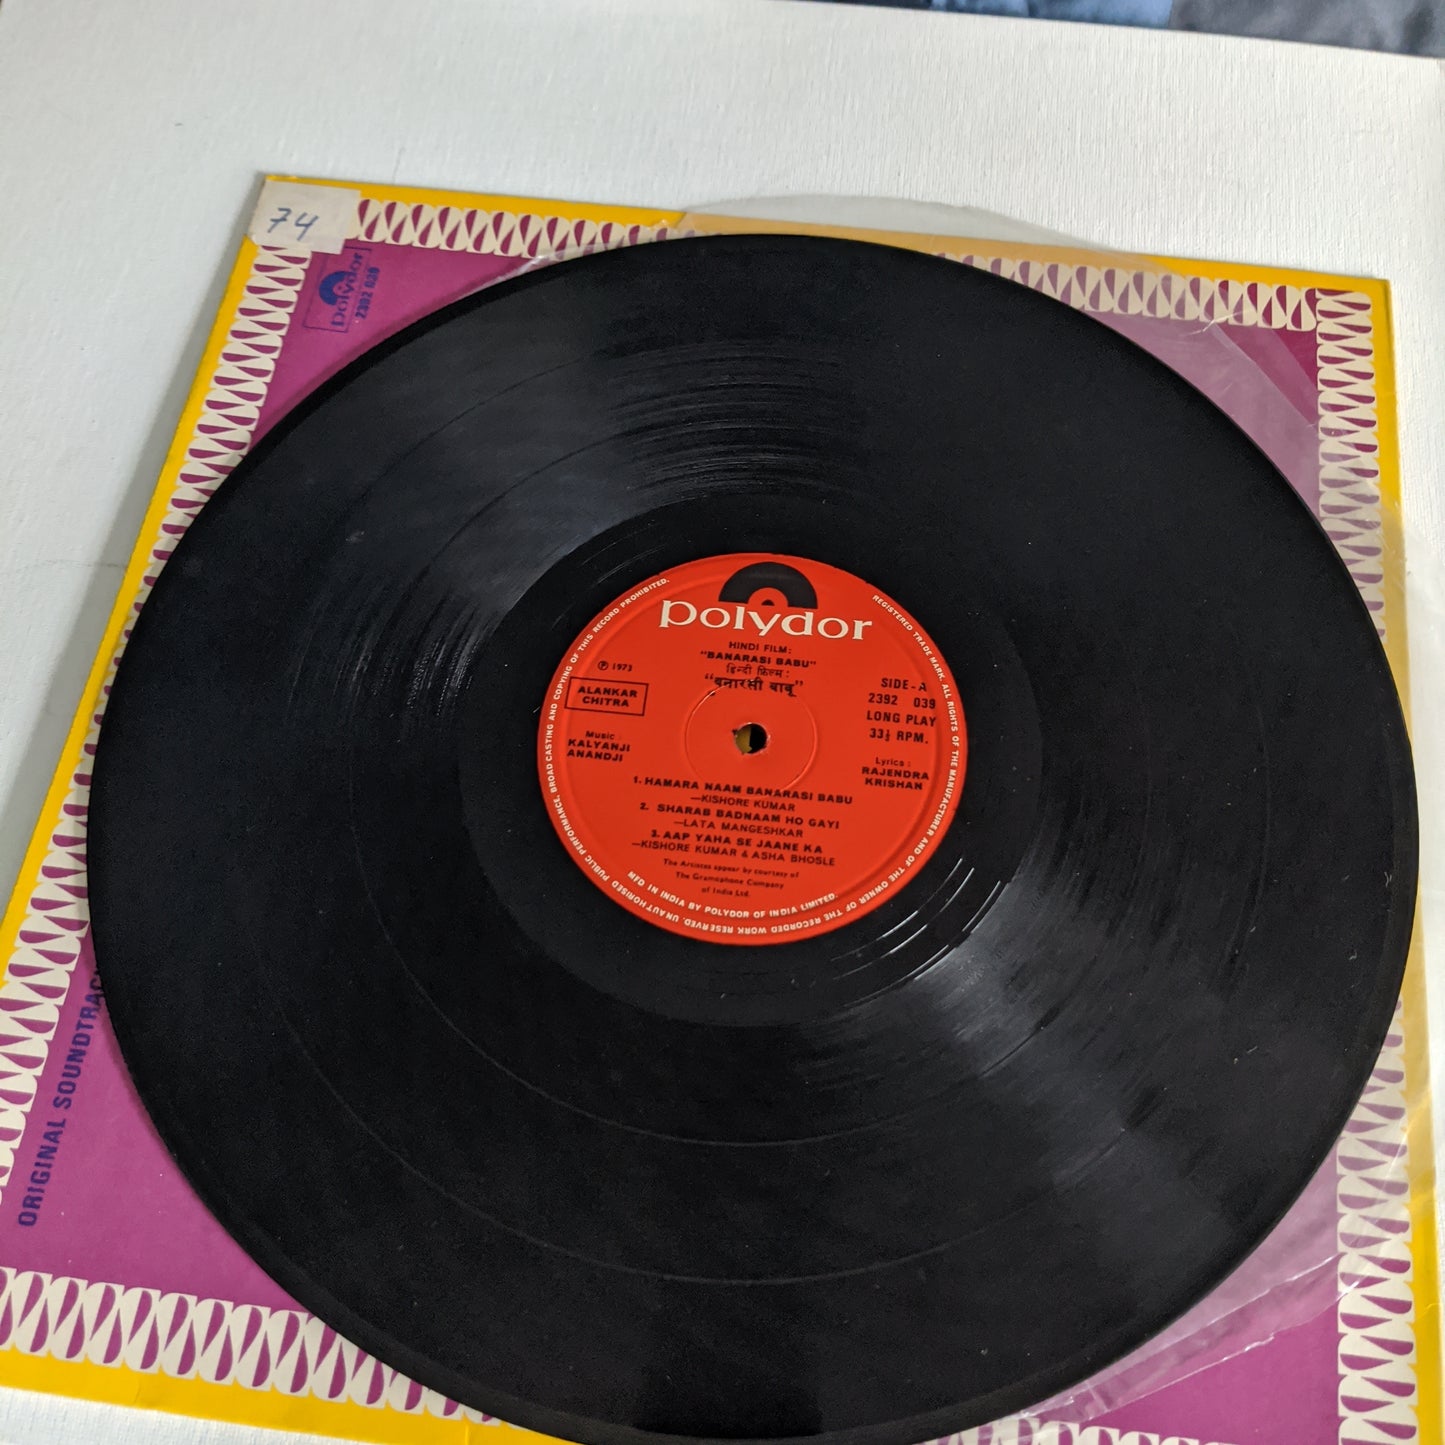 74
polydor
2392 039
ORIGINAL SOUNDTRAC
polydor
HINDI FILM:
"BANARASI BABU"
हिन्दी फ़िल्म :
“बनारसी बाबू”
℗ 1973
ALANKAR
CHITRA
SIDE-A
2392 039
LONG PLAY
33⅓ RPM.
Music :
KALYANJI
ANANDJI
Lyrics :
RAJENDRA
KRISHAN
1. HAMARA NAAM BANARASI BABU
—KISHORE KUMAR
2. SHARAB BADNAAM HO GAYI
—LATA MANGESHKAR
3. AAP YAHA SE JAANE KA
—KISHORE KUMAR & ASHA BHOSLE
The Artistes appear by courtesy of
The Gramophone Company
of India Ltd.
REGISTERED TRADE MARK. ALL RIGHTS OF THE MANUFACTURER AND OF THE OWNER OF THE RECORDED WORK RESERVED. UNAUTHORISED PUBLIC PERFORMANCE, BROAD CASTING AND COPYING OF THIS RECORD PROHIBITED.
MFD IN INDIA BY POLYDOR OF INDIA LIMITED.